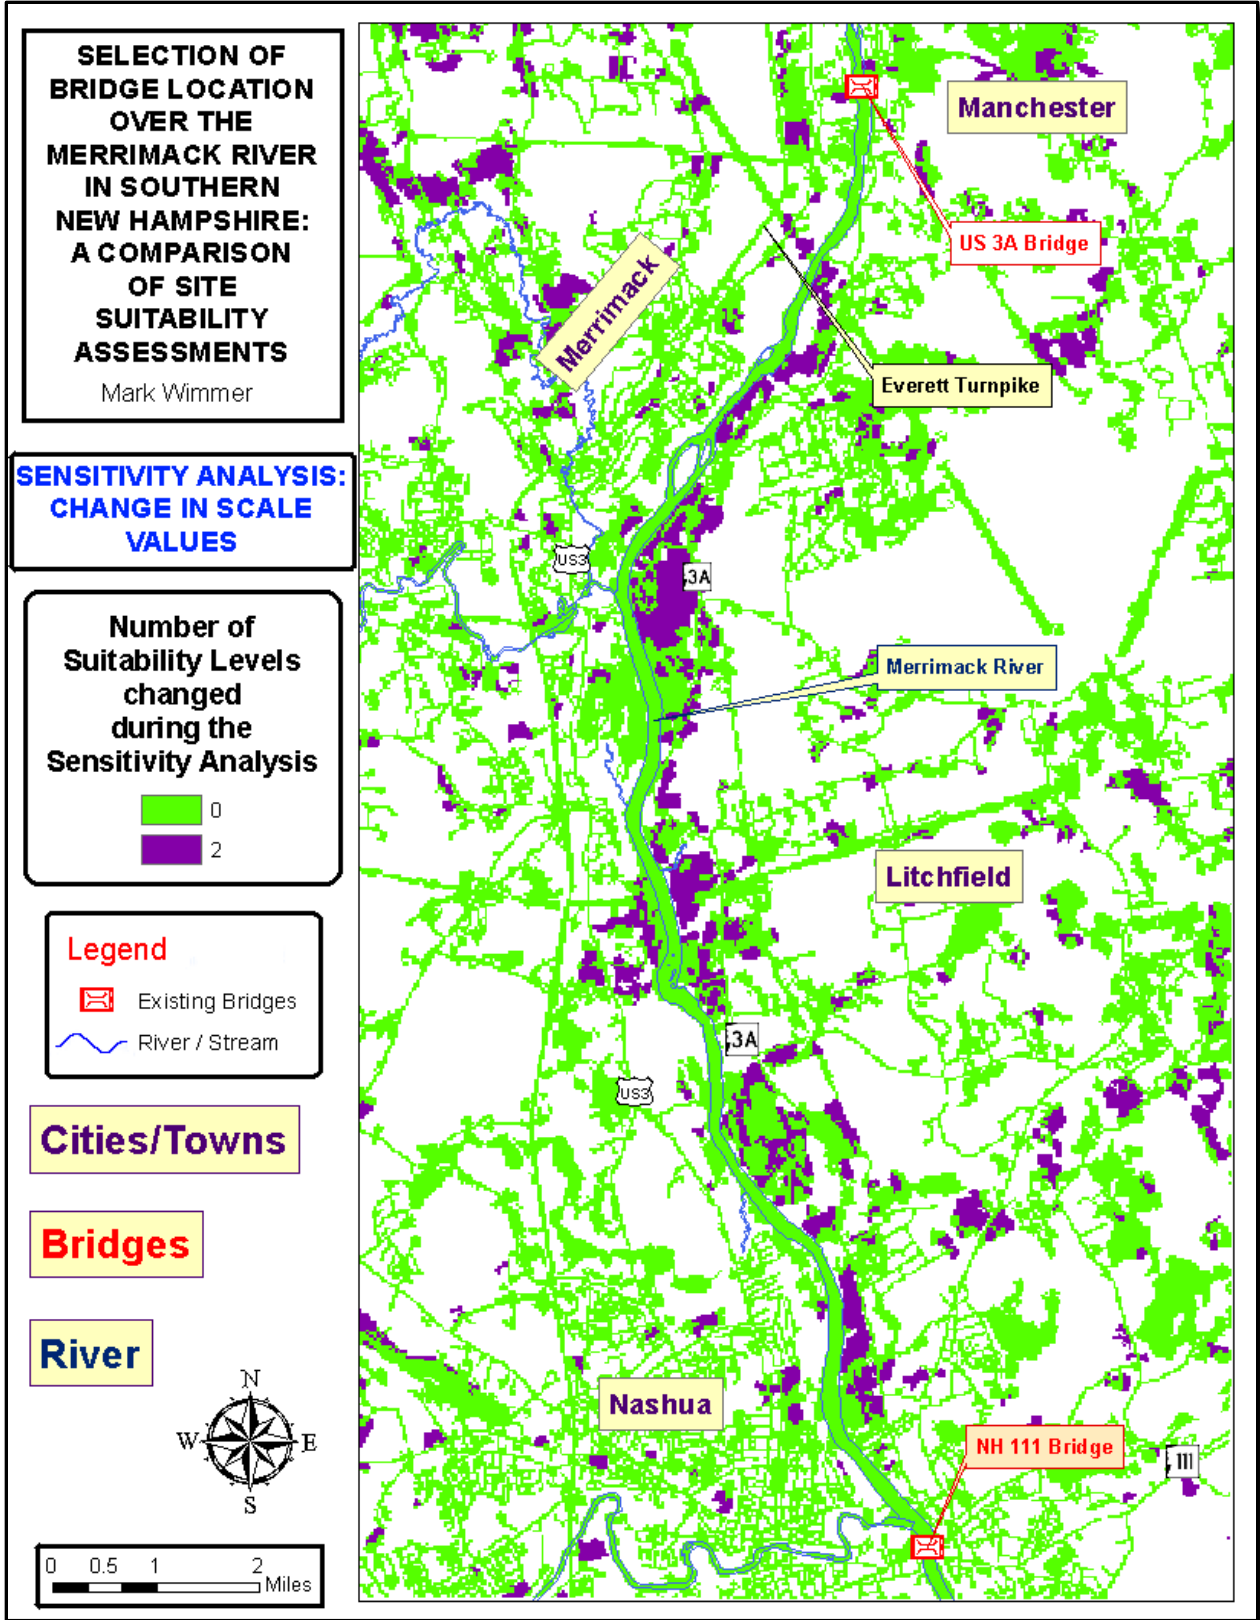 SELECTION OF
BRIDGE LOCATION
OVER THE
MERRIMACK RIVER
IN SOUTHERN
NEW HAMPSHIRE:
A COMPARISON
OF SITE
SUITABILITY
ASSESSMENTS
Mark Wimmer
SENSITIVITY ANALYSIS:
CHANGE IN SCALE
VALUES
Number of
Suitability Levels
changed
during the
Sensitivity Analysis
0
2
Legend
Existing Bridges
River / Stream
Cities/Towns
Bridges
River
N
W
E
S
0 0.5 1 2
Miles
Manchester
US 3A Bridge
Merrimack
Everett Turnpike
US3
3A
Merrimack River
Litchfield
3A
US3
Nashua
NH 111 Bridge
111